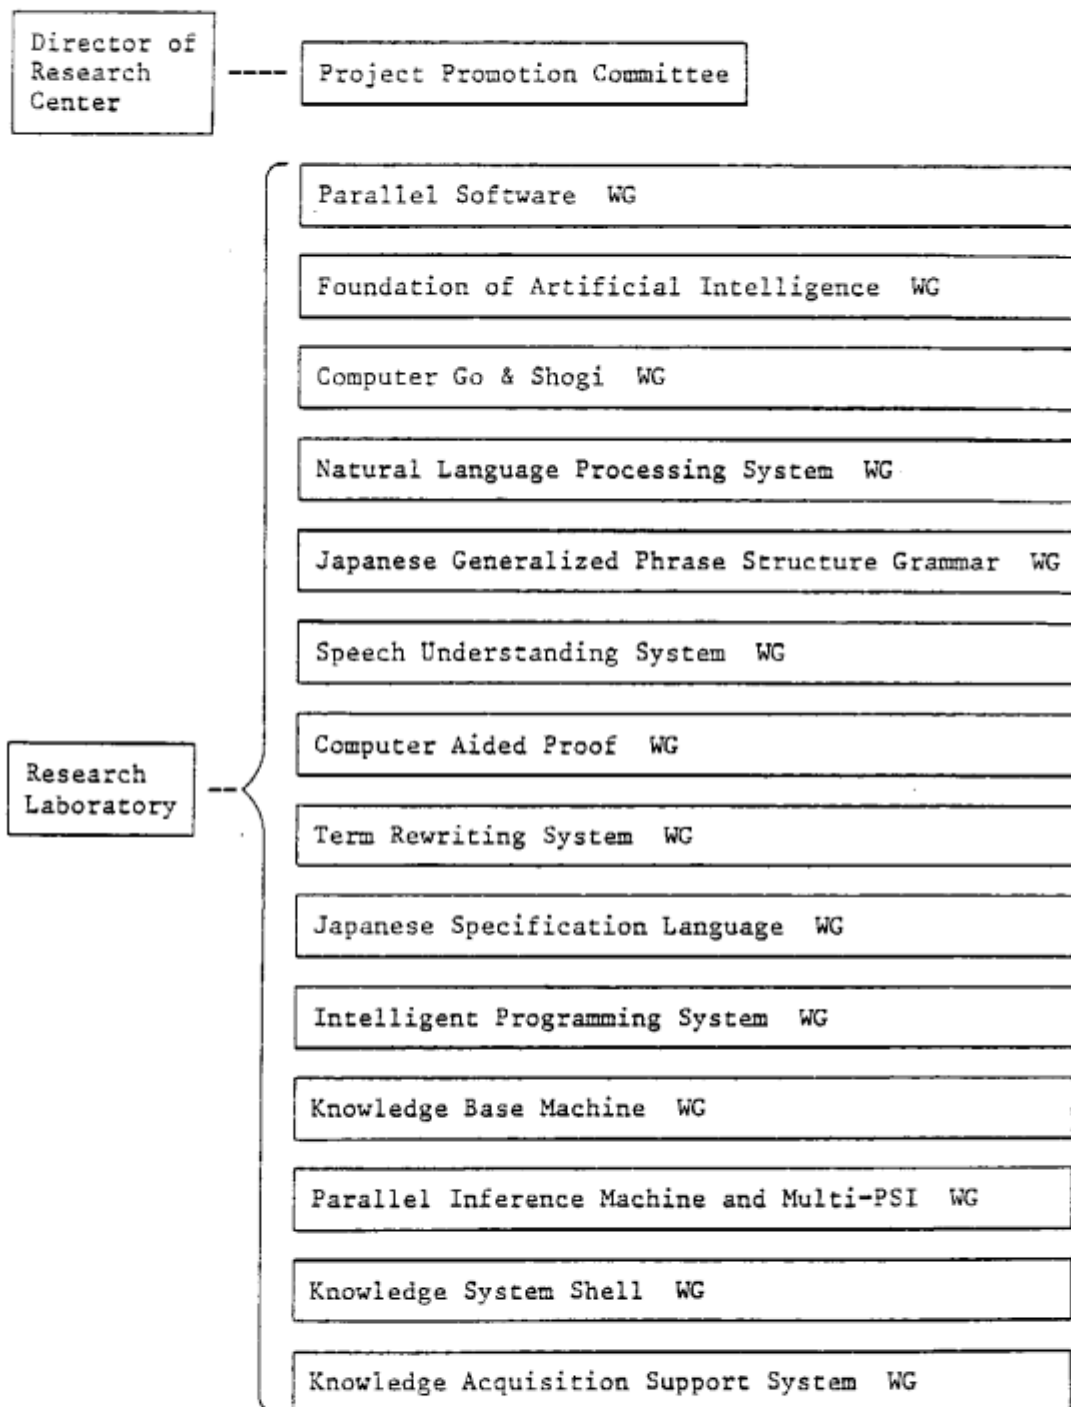 Director of
Research
Center
Project Promotion Committee
Parallel Software WG
Foundation of Artificial Intelligence WG
Computer Go & Shogi WG
Natural Language Processing System WG
Japanese Generalized Phrase Structure Grammar WG
Speech Understanding System WG
Computer Aided Proof WG
Research
Laboratory
Term Rewriting System WG
Japanese Specification Language WG
Intelligent Programming System WG
Knowledge Base Machine WG
Parallel Inference Machine and Multi-PSI WG
Knowledge System Shell WG
Knowledge Acquisition Support System WG